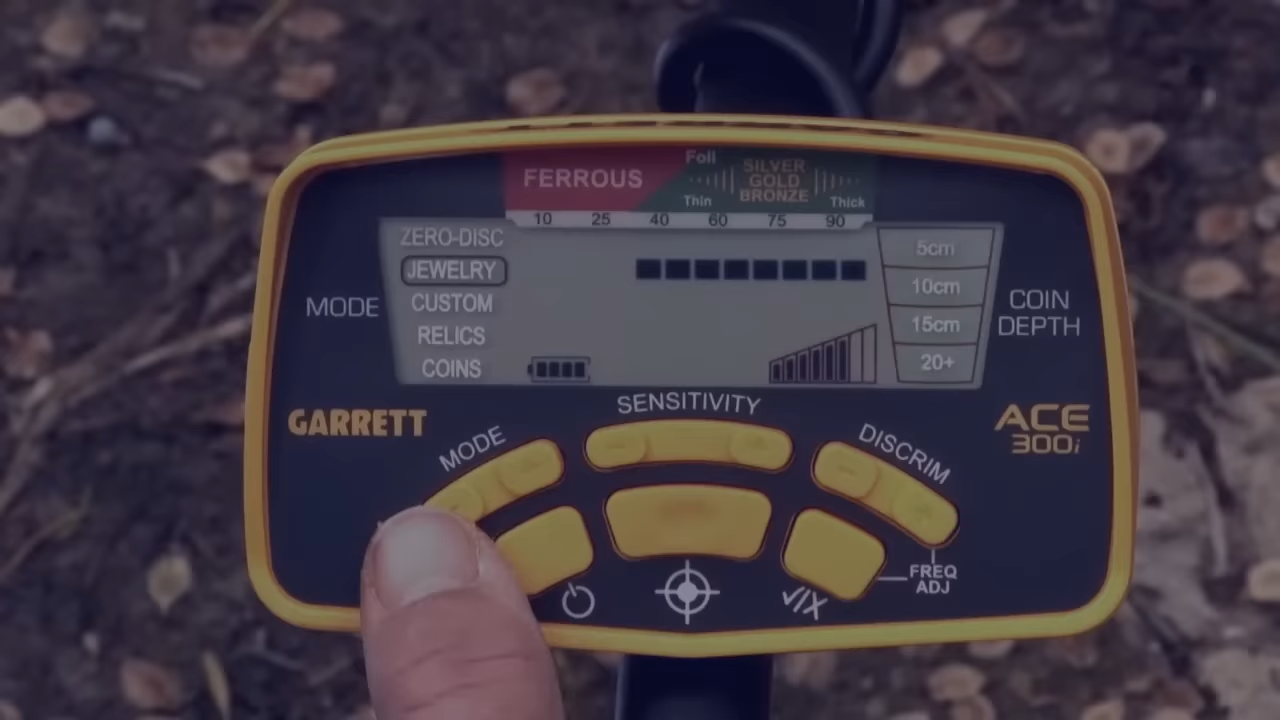 FERROUS
Foil
Thin
SILVER
GOLD
BRONZE
Thick
10 25 40 60 75 90
ZERO-DISC
JEWELRY
CUSTOM
RELICS
COINS
MODE
5cm
10cm
15cm
20+
COIN
DEPTH
GARRETT
ACE
300i
MODE
SENSITIVITY
DISCRIM
FREQ
ADJ
√/X